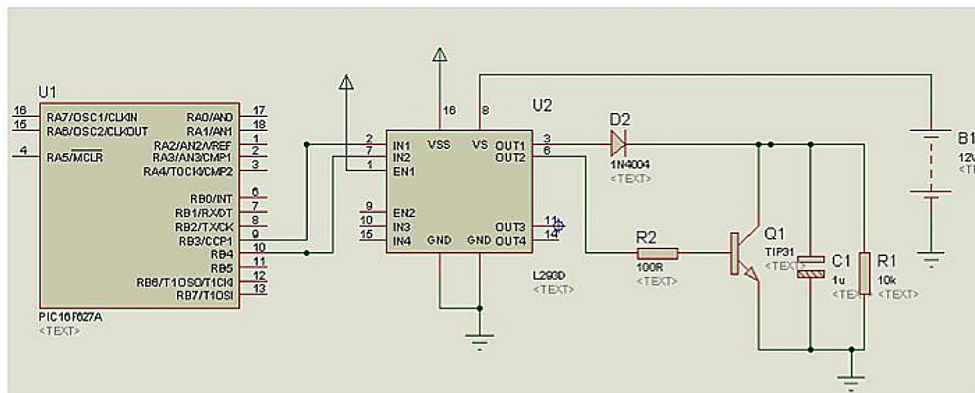 U1
16 RA7/OSC1/CLKIN RA0/AN0 17
15 RA6/OSC2/CLKOUT RA1/AN1 18
RA2/AN2/VREF 1
4 RA5/MCLR RA3/AN3/CMP1 2
RA4/T0CKI/CMP2 3
RB0/INT 6
RB1/RX/DT 7
RB2/TX/CK 8
RB3/CCP1 9
RB4 10
RB5 11
RB6/T1OSO/T1CKI 12
RB7/T1OSI 13
PIC16F627A
<TEXT>
16 8 U2
2 IN1 VSS VS OUT1 3
7 IN2 OUT2 6
1 EN1
9 EN2
10 IN3 OUT3 11
15 IN4 GND GND OUT4 14
L293D
<TEXT>
D2
1N4004
<TEXT>
R2
100R
<TEXT>
Q1
TIP31
<TEXT>
C1
1u
<TEXT>
R1
10k
<TEXT>
B1